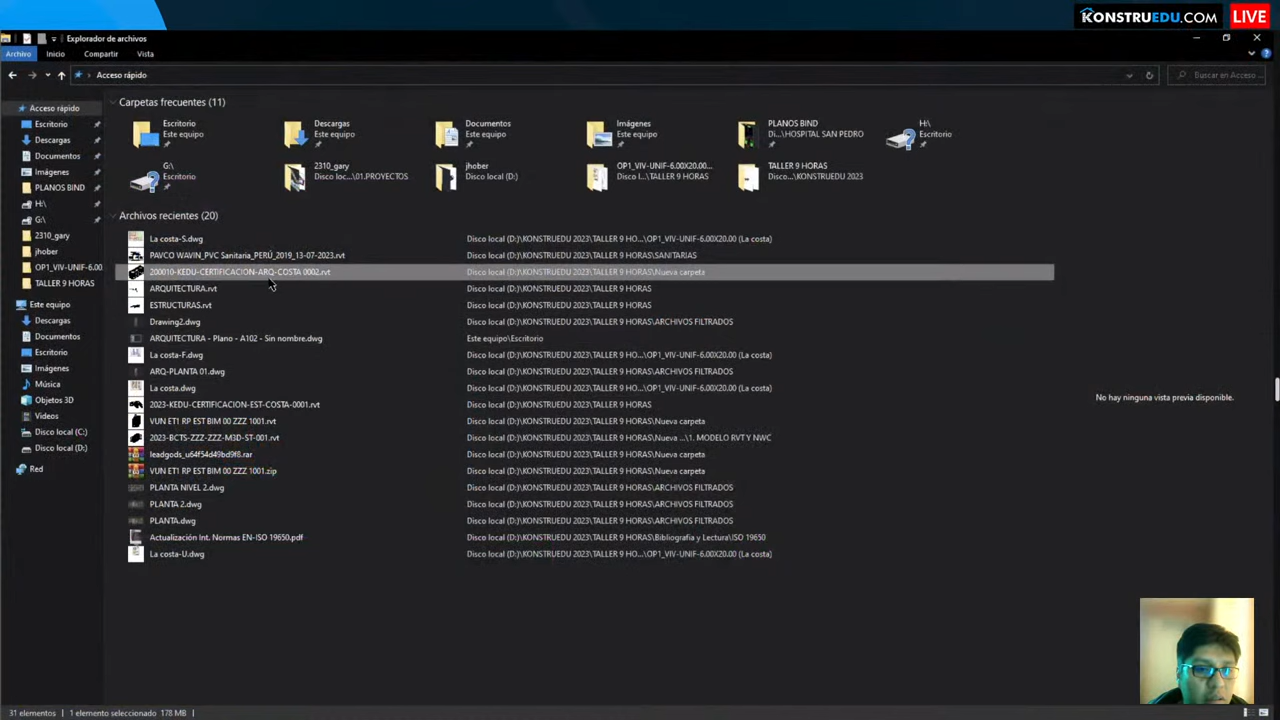 KONSTRUEDU.COM LIVE
Explorador de archivos
Archivo Inicio Compartir Vista
Acceso rápido Buscar en Acceso ...
Acceso rápido
Escritorio
Descargas
Documentos
Imágenes
PLANOS BIND
H:\
G:\
2310_gary
jhober
OP1_VIV-UNIF-6.00
TALLER 9 HORAS
Este equipo
Descargas
Documentos
Escritorio
Imágenes
Música
Objetos 3D
Videos
Disco local (C:)
Disco local (D:)
Red
Carpetas frecuentes (11)
Escritorio
Este equipo
Descargas
Este equipo
Documentos
Este equipo
Imágenes
Este equipo
PLANOS BIND
Di...\HOSPITAL SAN PEDRO
H:\
Escritorio
G:\
Escritorio
2310_gary
Disco loc...\01.PROYECTOS
jhober
Disco local (D:)
OP1_VIV-UNIF-6.00X20.00...
Disco l...\TALLER 9 HORAS
TALLER 9 HORAS
Disco...\KONSTRUEDU 2023
Archivos recientes (20)
La costa-S.dwg Disco local (D:)\KONSTRUEDU 2023\TALLER 9 HO...\OP1_VIV-UNIF-6.00X20.00 (La costa)
PAVCO WAVIN_PVC Sanitaria_PERÚ_2019_13-07-2023.rvt Disco local (D:)\KONSTRUEDU 2023\TALLER 9 HORAS\SANITARIAS
200010-KEDU-CERTIFICACION-ARQ-COSTA 0002.rvt Disco local (D:)\KONSTRUEDU 2023\TALLER 9 HORAS\Nueva carpeta
ARQUITECTURA.rvt Disco local (D:)\KONSTRUEDU 2023\TALLER 9 HORAS
ESTRUCTURAS.rvt Disco local (D:)\KONSTRUEDU 2023\TALLER 9 HORAS
Drawing2.dwg Disco local (D:)\KONSTRUEDU 2023\TALLER 9 HORAS\ARCHIVOS FILTRADOS
ARQUITECTURA - Plano - A102 - Sin nombre.dwg Este equipo\Escritorio
La costa-F.dwg Disco local (D:)\KONSTRUEDU 2023\TALLER 9 HO...\OP1_VIV-UNIF-6.00X20.00 (La costa)
ARQ-PLANTA 01.dwg Disco local (D:)\KONSTRUEDU 2023\TALLER 9 HORAS\ARCHIVOS FILTRADOS
La costa.dwg Disco local (D:)\KONSTRUEDU 2023\TALLER 9 HO...\OP1_VIV-UNIF-6.00X20.00 (La costa)
2023-KEDU-CERTIFICACION-EST-COSTA-0001.rvt Disco local (D:)\KONSTRUEDU 2023\TALLER 9 HORAS
VUN ET1 RP EST BIM 00 ZZZ 1001.rvt Disco local (D:)\KONSTRUEDU 2023\TALLER 9 HORAS\Nueva carpeta
2023-BCTS-ZZZ-ZZZ-M3D-ST-001.rvt Disco local (D:)\KONSTRUEDU 2023\TALLER 9 HORAS\Nueva ...\1. MODELO RVT Y NWC
leadgods_u64f54d49bd9f8.rar Disco local (D:)\KONSTRUEDU 2023\TALLER 9 HORAS\Nueva carpeta
VUN ET1 RP EST BIM 00 ZZZ 1001.zip Disco local (D:)\KONSTRUEDU 2023\TALLER 9 HORAS\Nueva carpeta
PLANTA NIVEL 2.dwg Disco local (D:)\KONSTRUEDU 2023\TALLER 9 HORAS\ARCHIVOS FILTRADOS
PLANTA 2.dwg Disco local (D:)\KONSTRUEDU 2023\TALLER 9 HORAS\ARCHIVOS FILTRADOS
PLANTA.dwg Disco local (D:)\KONSTRUEDU 2023\TALLER 9 HORAS\ARCHIVOS FILTRADOS
Actualización Int. Normas EN-ISO 19650.pdf Disco local (D:)\KONSTRUEDU 2023\TALLER 9 HORAS\Bibliografia y Lectura\ISO 19650
La costa-U.dwg Disco local (D:)\KONSTRUEDU 2023\TALLER 9 HO...\OP1_VIV-UNIF-6.00X20.00 (La costa)
No hay ninguna vista previa disponible.
31 elementos 1 elemento seleccionado 178 MB